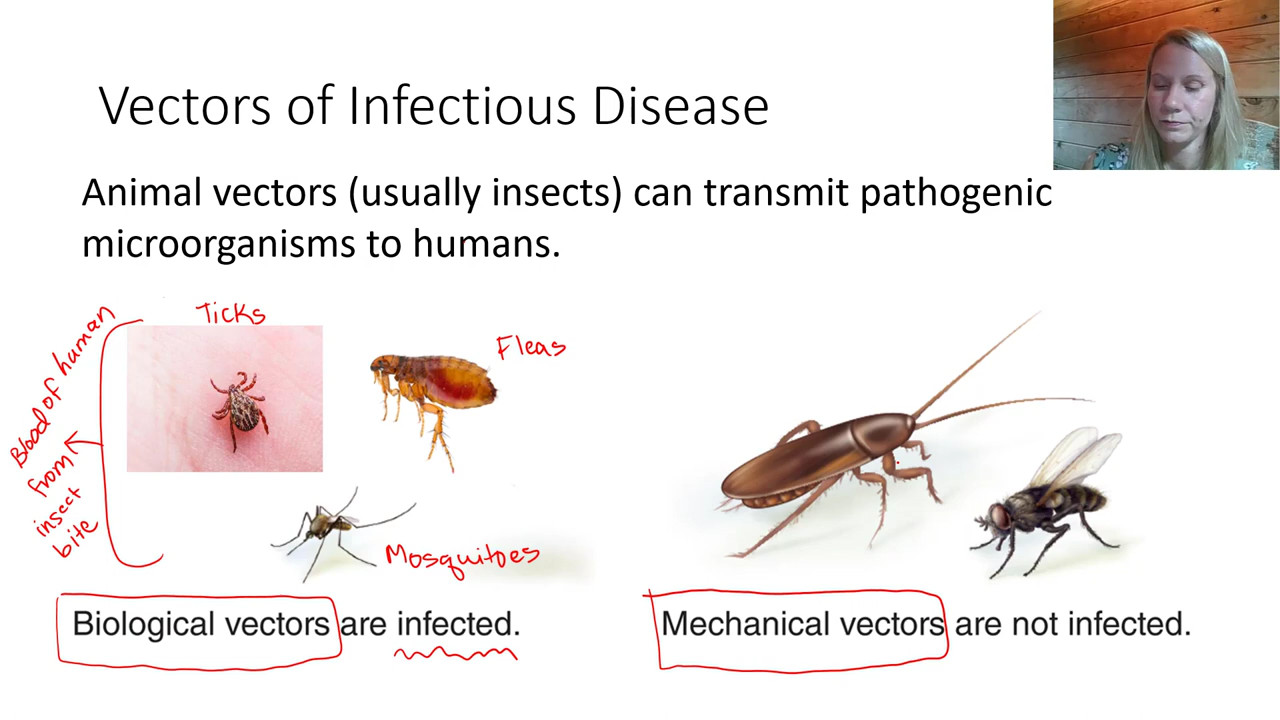 Vectors of Infectious Disease
Animal vectors (usually insects) can transmit pathogenic
microorganisms to humans.
Ticks
Fleas
Blood of human
from
insect
bite
Mosquitoes
Biological vectors are infected.
Mechanical vectors are not infected.